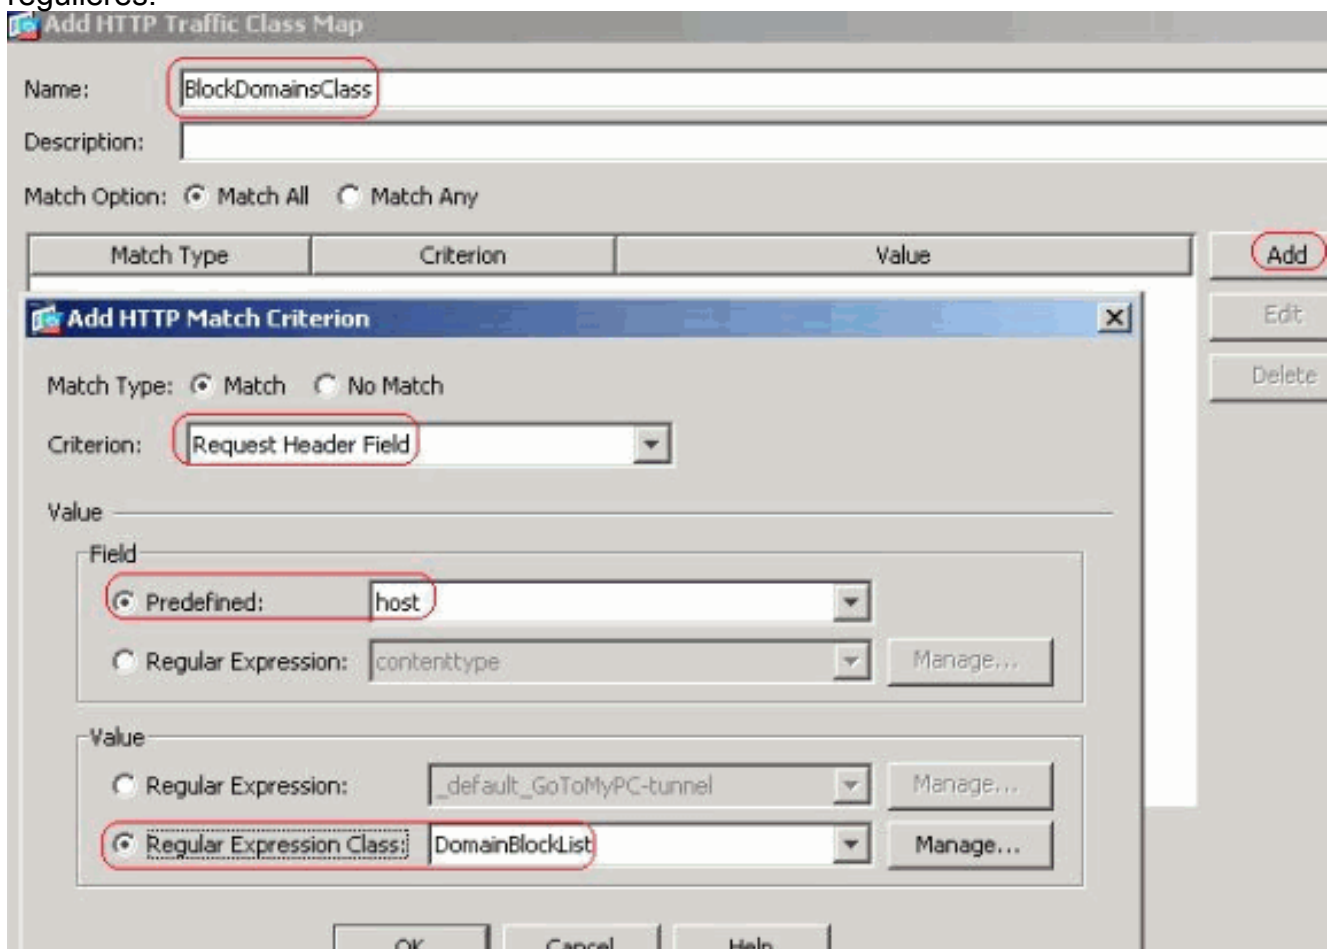 régulières.
Add HTTP Traffic Class Map
Name: BlockDomainsClass
Description:
Match Option: Match All Match Any
Match Type Criterion Value Add
Add HTTP Match Criterion
Edit
Match Type: Match No Match Delete
Criterion: Request Header Field
Value
Field
Predefined: host
Regular Expression: contenttype Manage...
Value
Regular Expression: _default_GoToMyPC-tunnel Manage...
Regular Expression Class: DomainBlockList Manage...
OK Cancel Help